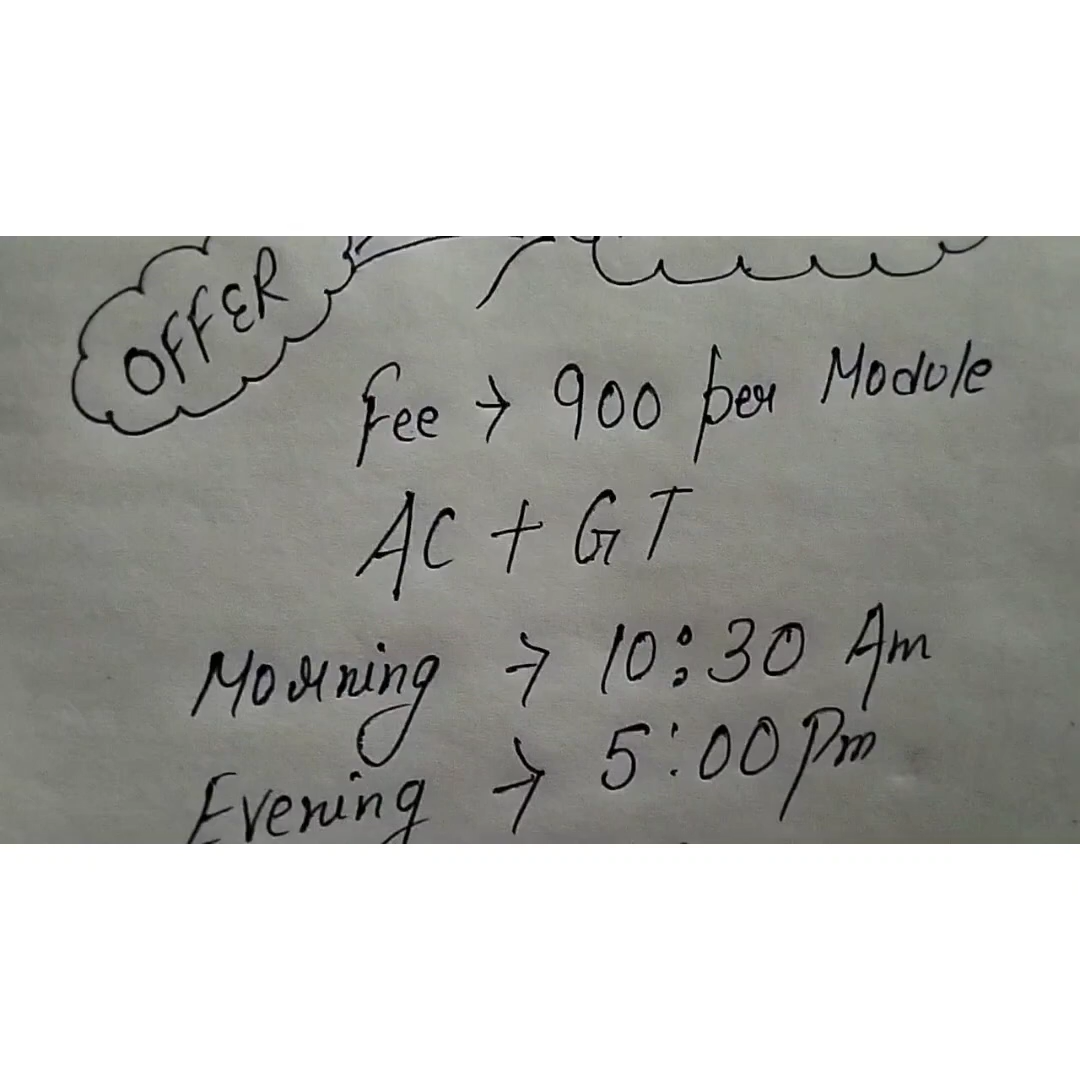 OFFER
Fee → 900 per Module
AC + GT
Morning → 10:30 Am
Evening → 5:00 Pm